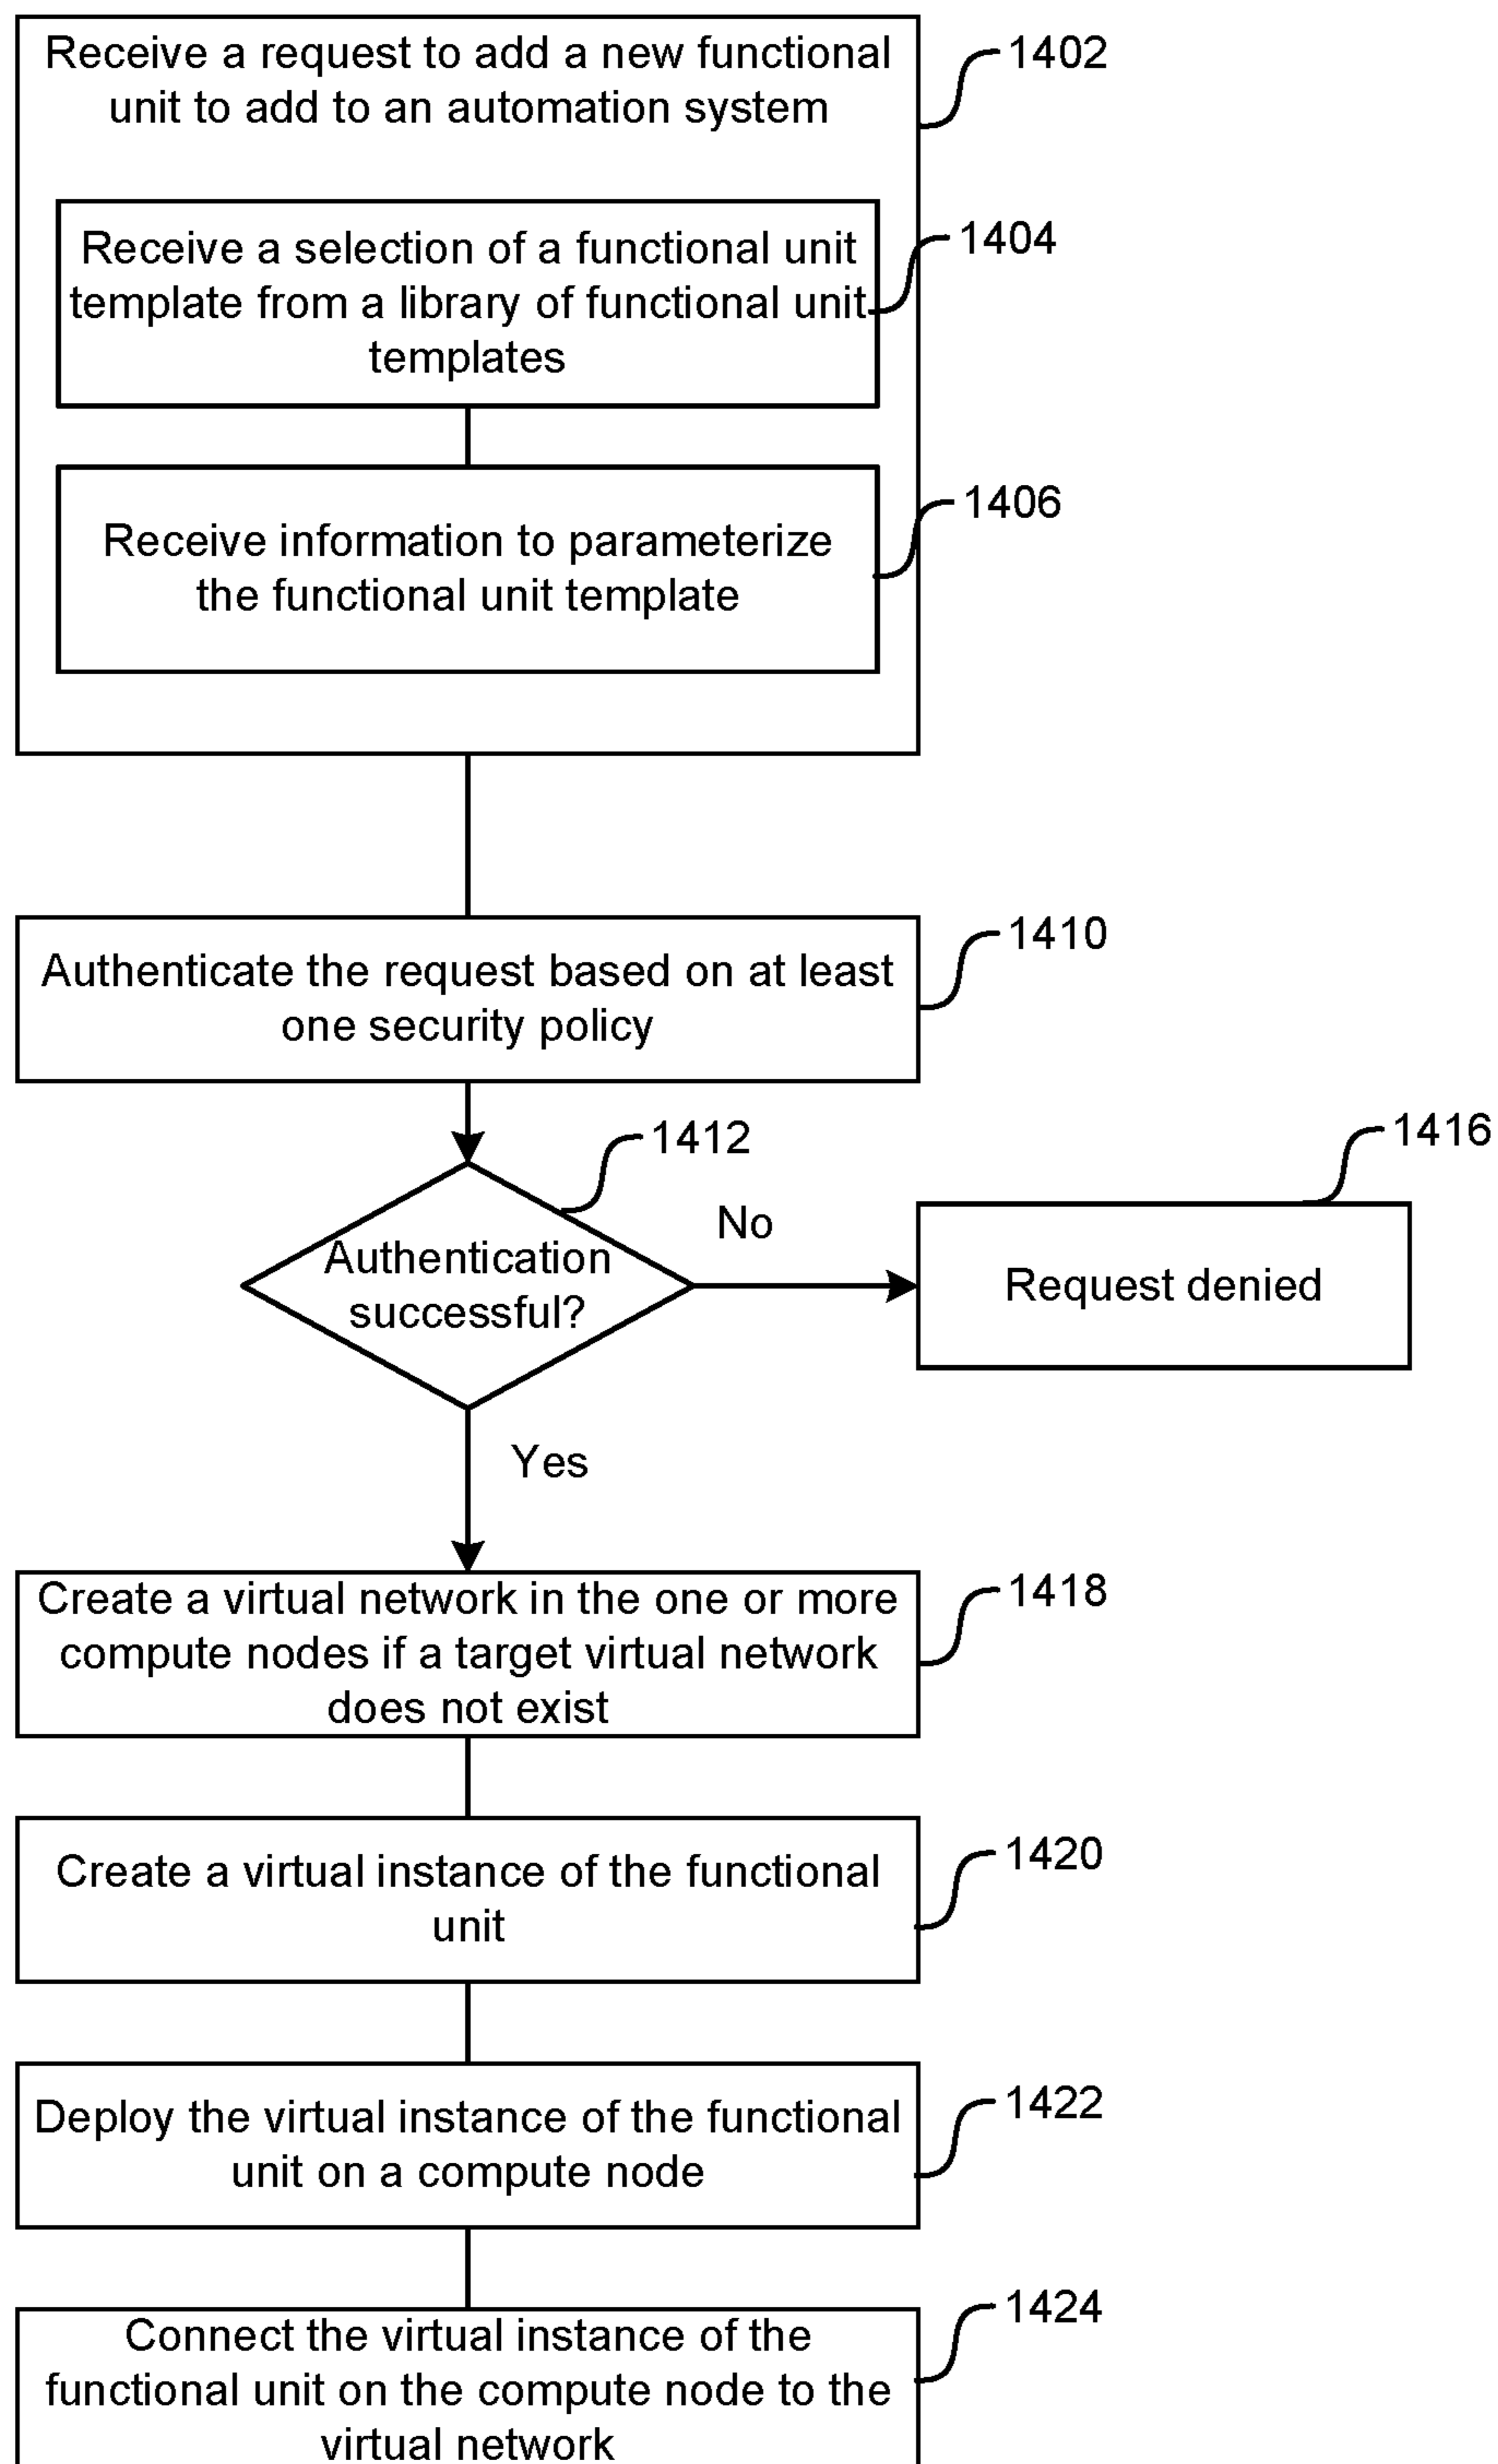 Receive a request to add a new functional
unit to add to an automation system
1402
Receive a selection of a functional unit
template from a library of functional unit
templates
1404
Receive information to parameterize
the functional unit template
1406
Authenticate the request based on at least
one security policy
1410
Authentication
successful?
1412
No
Request denied
1416
Yes
Create a virtual network in the one or more
compute nodes if a target virtual network
does not exist
1418
Create a virtual instance of the functional
unit
1420
Deploy the virtual instance of the functional
unit on a compute node
1422
Connect the virtual instance of the
functional unit on the compute node to the
virtual network
1424